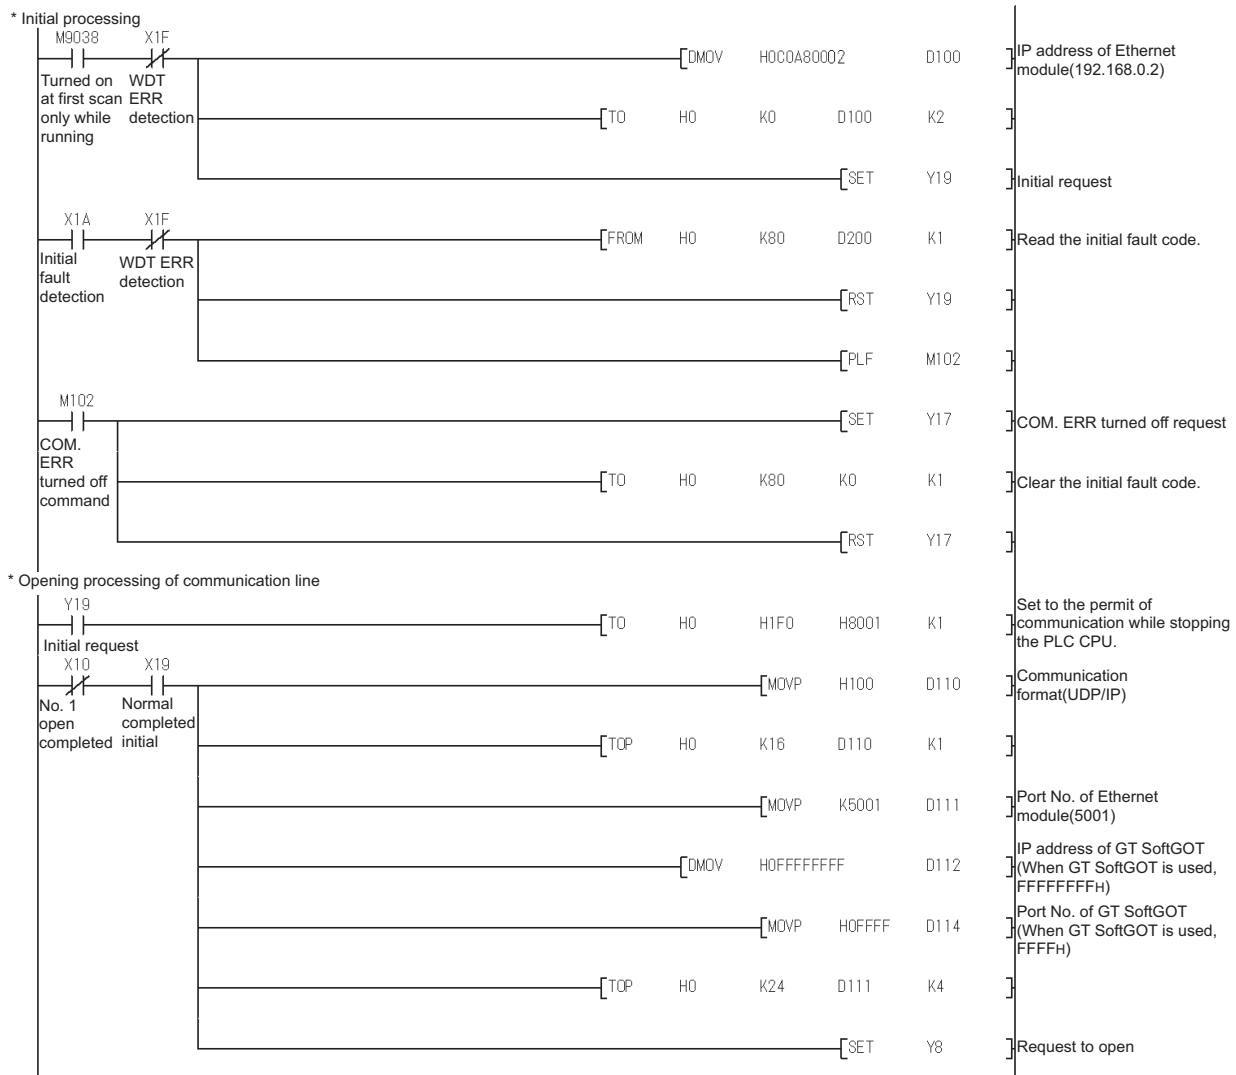 * Initial processing
M9038 X1F
DMOV H0C0A80002 D100
IP address of Ethernet
module(192.168.0.2)
Turned on
at first scan
only while
running
WDT
ERR
detection
TO H0 K0 D100 K2
SET Y19
Initial request
X1A X1F
FROM H0 K80 D200 K1
Read the initial fault code.
Initial
fault
detection
WDT ERR
detection
RST Y19
PLF M102
M102
SET Y17
COM. ERR turned off request
COM.
ERR
turned off
command
TO H0 K80 K0 K1
Clear the initial fault code.
RST Y17
* Opening processing of communication line
Y19
TO H0 H1F0 H8001 K1
Set to the permit of
communication while stopping
the PLC CPU.
Initial request
X10 X19
MOVP H100 D110
Communication
format(UDP/IP)
No. 1
open
completed
Normal
completed
initial
TOP H0 K16 D110 K1
MOVP K5001 D111
Port No. of Ethernet
module(5001)
DMOV H0FFFFFFFF D112
IP address of GT SoftGOT
(When GT SoftGOT is used,
FFFFFFFFH)
MOVP H0FFFF D114
Port No. of GT SoftGOT
(When GT SoftGOT is used,
FFFFH)
TOP H0 K24 D111 K4
SET Y8
Request to open